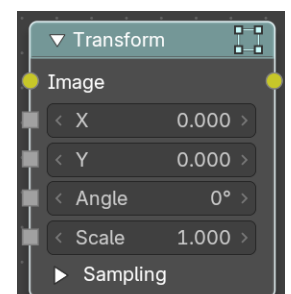 Transform
Image
X 0.000
Y 0.000
Angle 0°
Scale 1.000
Sampling